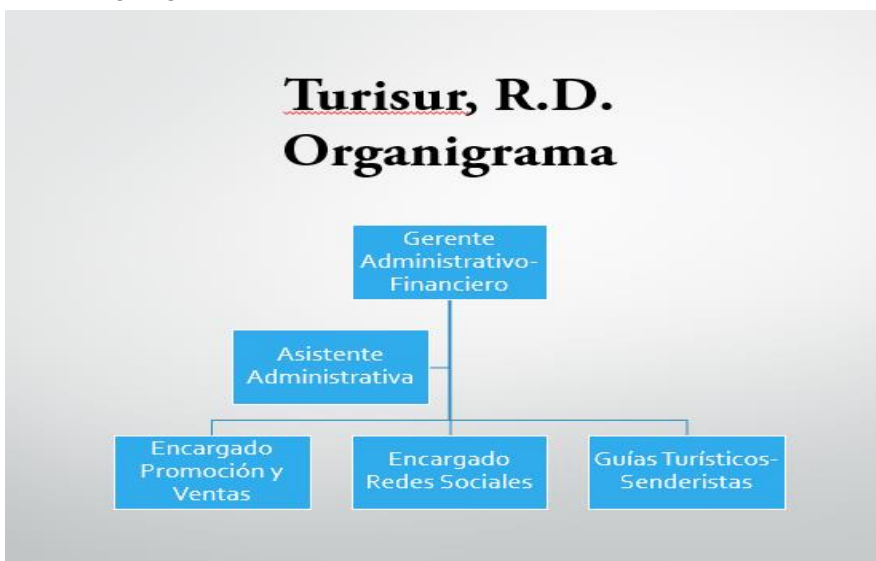 Turisur, R.D.
Organigrama
Gerente
Administrativo-
Financiero
Asistente
Administrativa
Encargado
Promoción y
Ventas
Encargado
Redes Sociales
Guías Turísticos-
Senderistas